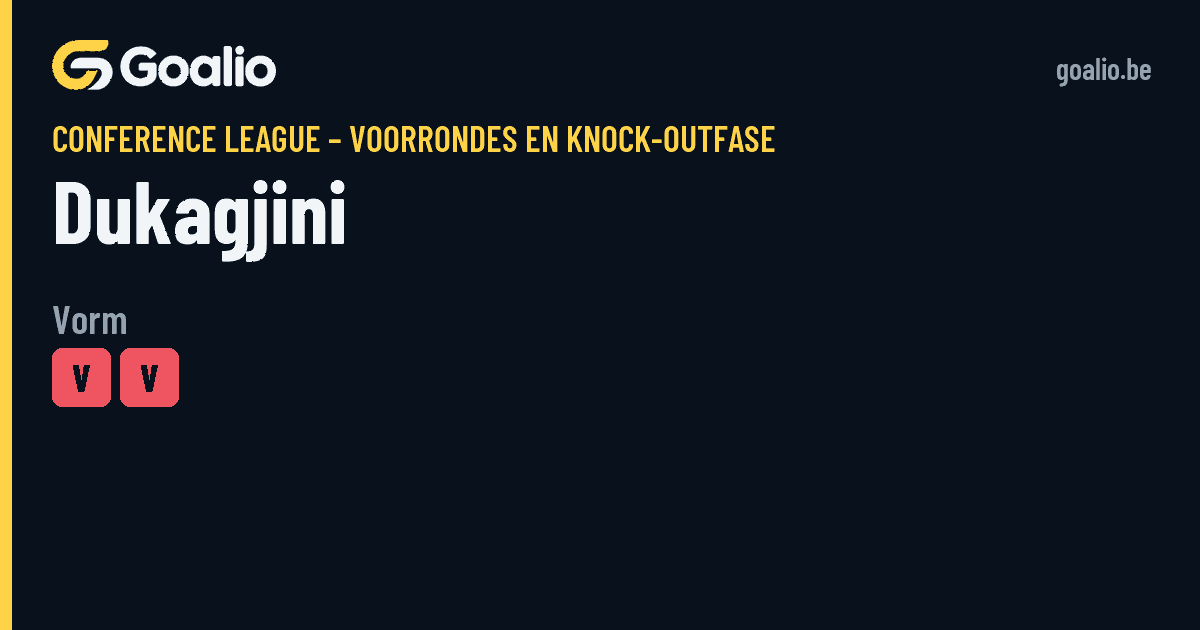 Goalio
goalio.be
CONFERENCE LEAGUE – VOORRONDES EN KNOCK-OUTFASE
Dukagjini
Vorm
V V